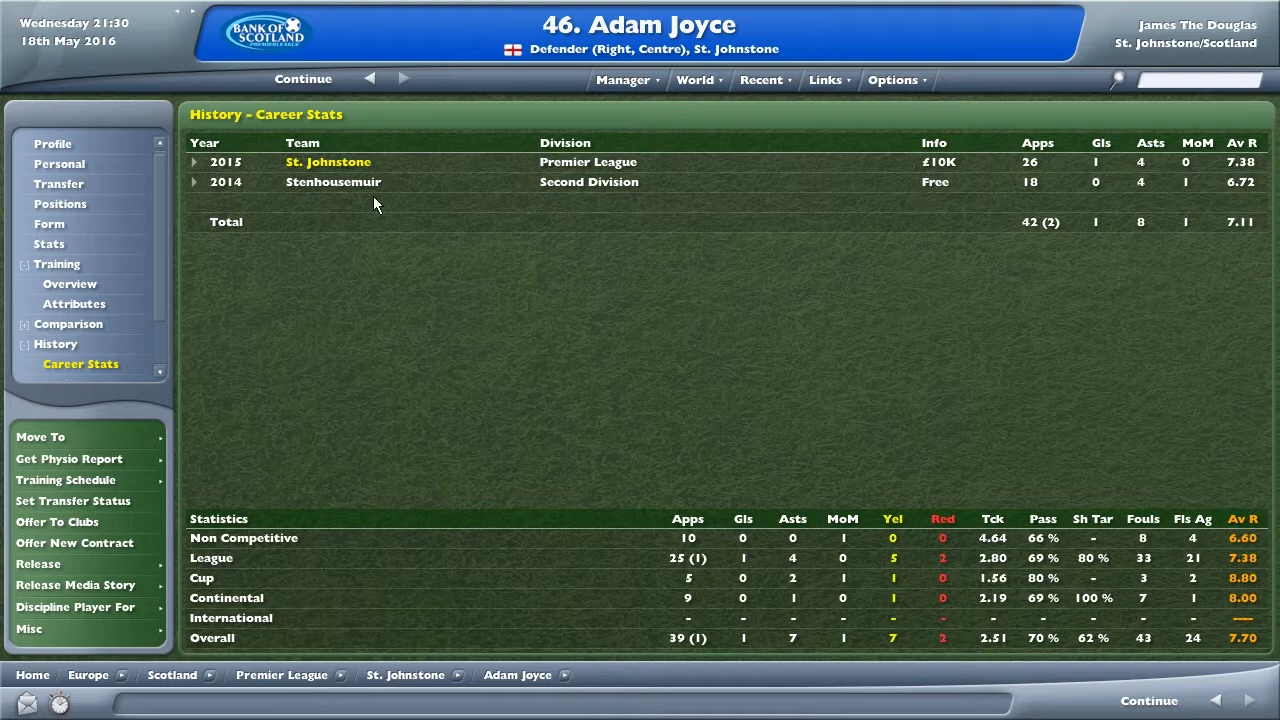 Wednesday 21:30
18th May 2016
BANK OF
SCOTLAND
PREMIERLEAGUE
46. Adam Joyce
Defender (Right, Centre), St. Johnstone
James The Douglas
St. Johnstone/Scotland
Continue Manager World Recent Links Options
History - Career Stats
Profile
Personal
Transfer
Positions
Form
Stats
Training
Overview
Attributes
Comparison
History
Career Stats
Year Team Division Info Apps Gls Asts MoM Av R
2015 St. Johnstone Premier League £10K 26 1 4 0 7.38
2014 Stenhousemuir Second Division Free 18 0 4 1 6.72
Total 42 (2) 1 8 1 7.11
Move To
Get Physio Report
Training Schedule
Set Transfer Status
Offer To Clubs
Offer New Contract
Release
Release Media Story
Discipline Player For
Misc
Statistics Apps Gls Asts MoM Yel Red Tck Pass Sh Tar Fouls Fls Ag Av R
Non Competitive 10 0 0 1 0 0 4.64 66 % - 8 4 6.60
League 25 (1) 1 4 0 5 2 2.80 69 % 80 % 33 21 7.38
Cup 5 0 2 1 1 0 1.56 80 % - 3 2 8.80
Continental 9 0 1 0 1 0 2.19 69 % 100 % 7 1 8.00
International - - - - - - - - - - - ----
Overall 39 (1) 1 7 1 7 2 2.51 70 % 62 % 43 24 7.70
Home Europe Scotland Premier League St. Johnstone Adam Joyce
Continue